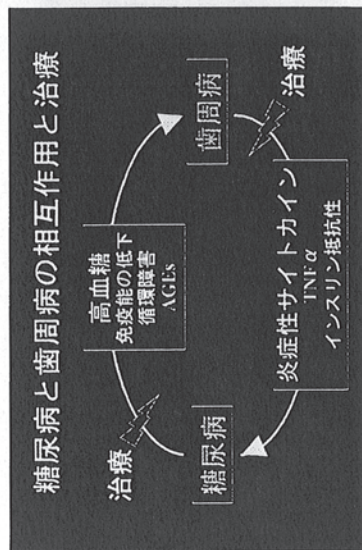 糖尿病と歯周病の相互作用と治療
治療
高血糖
免疫能の低下
循環障害
AGEs
糖尿病
歯周病
治療
炎症性サイトカイン
TNFα
インスリン抵抗性